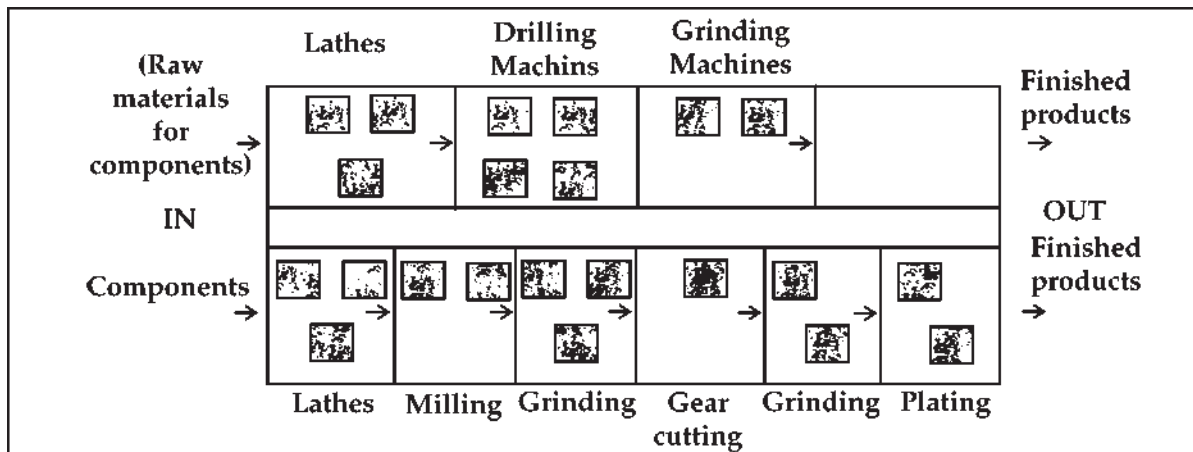 Lathes
Drilling
Machins
Grinding
Machines
(Raw
materials
for
components)
Finished
products
IN
OUT
Components
Finished
products
Lathes
Milling
Grinding
Gear
cutting
Grinding
Plating